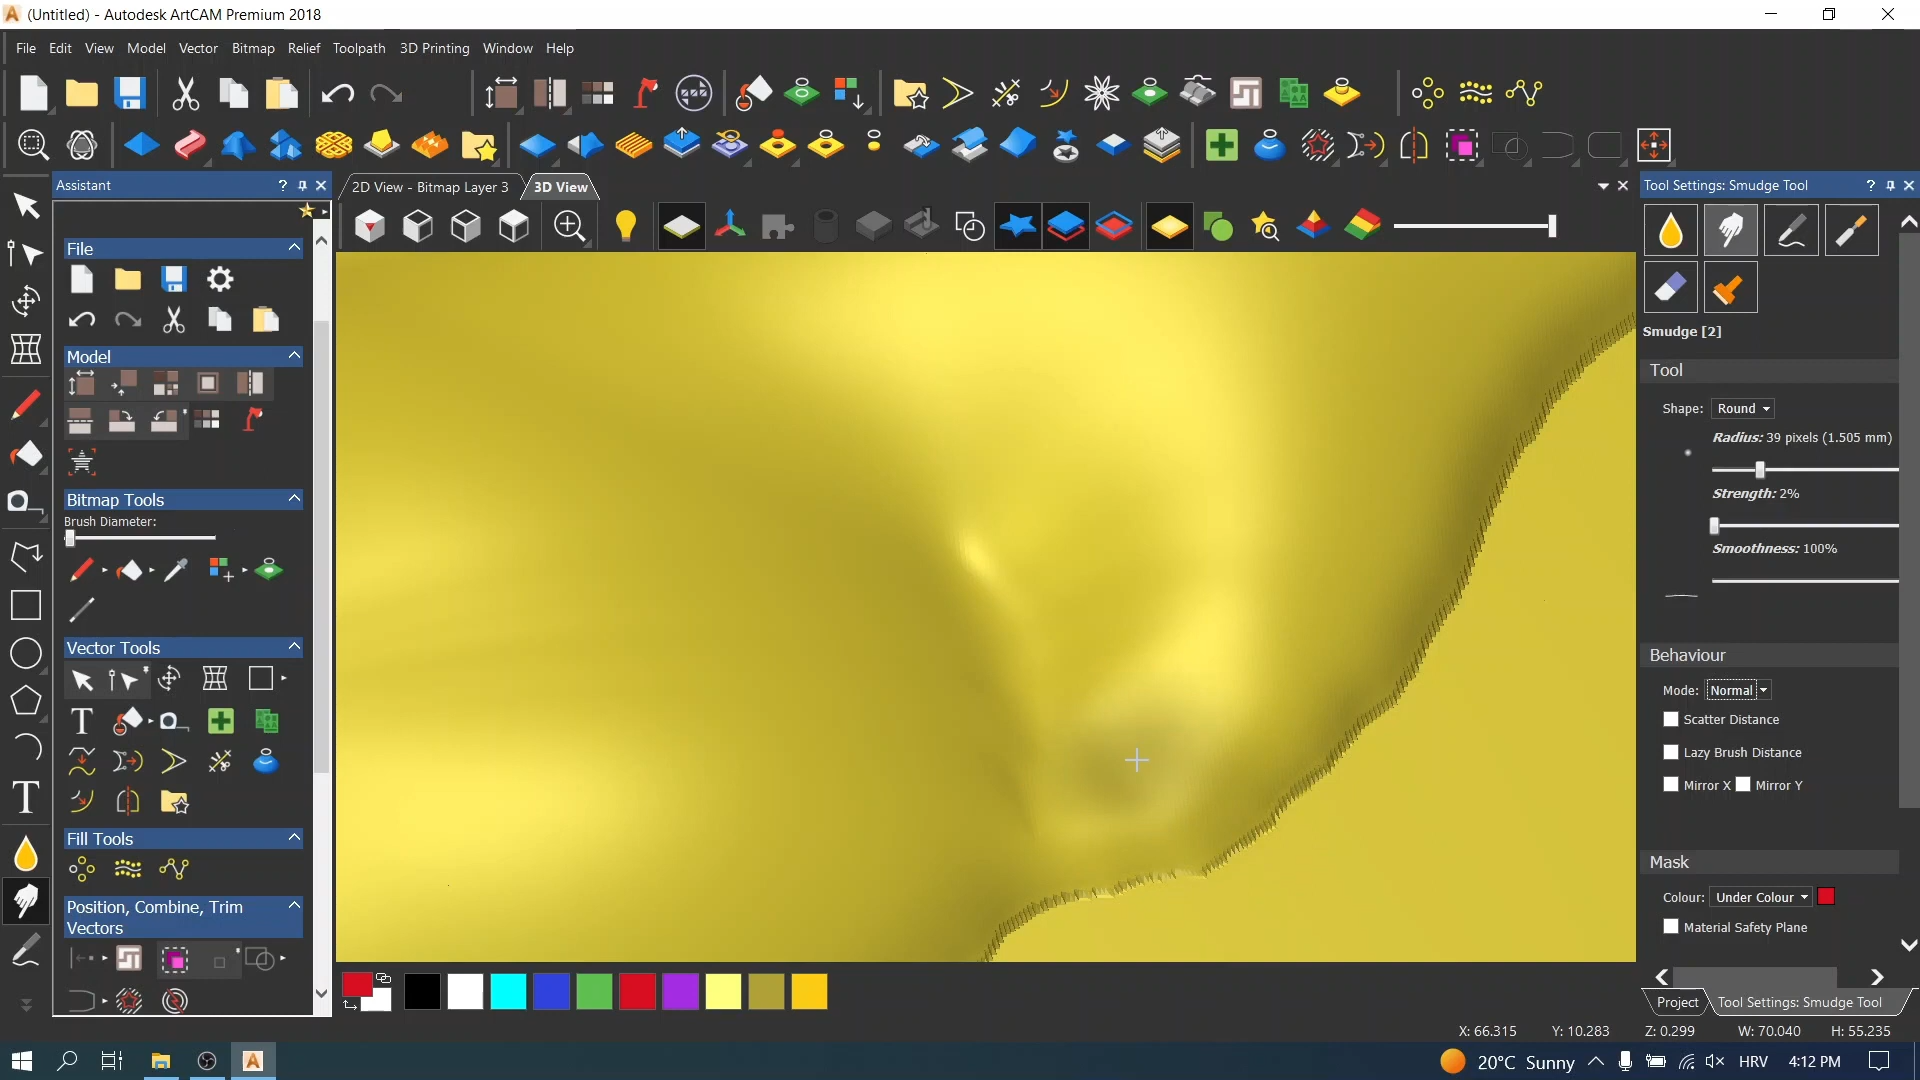 (Untitled) - Autodesk ArtCAM Premium 2018
File Edit View Model Vector Bitmap Relief Toolpath 3D Printing Window Help
Assistant
2D View - Bitmap Layer 3
3D View
Tool Settings: Smudge Tool
File
Model
Bitmap Tools
Brush Diameter:
Vector Tools
Fill Tools
Position, Combine, Trim
Vectors
Smudge [2]
Tool
Shape: Round
Radius: 39 pixels (1.505 mm)
Strength: 2%
Smoothness: 100%
Behaviour
Mode: Normal
Scatter Distance
Lazy Brush Distance
Mirror X Mirror Y
Mask
Colour: Under Colour
Material Safety Plane
Project
Tool Settings: Smudge Tool
X: 66.315 Y: 10.283 Z: 0.299 W: 70.040 H: 55.235
20°C Sunny HRV 4:12 PM